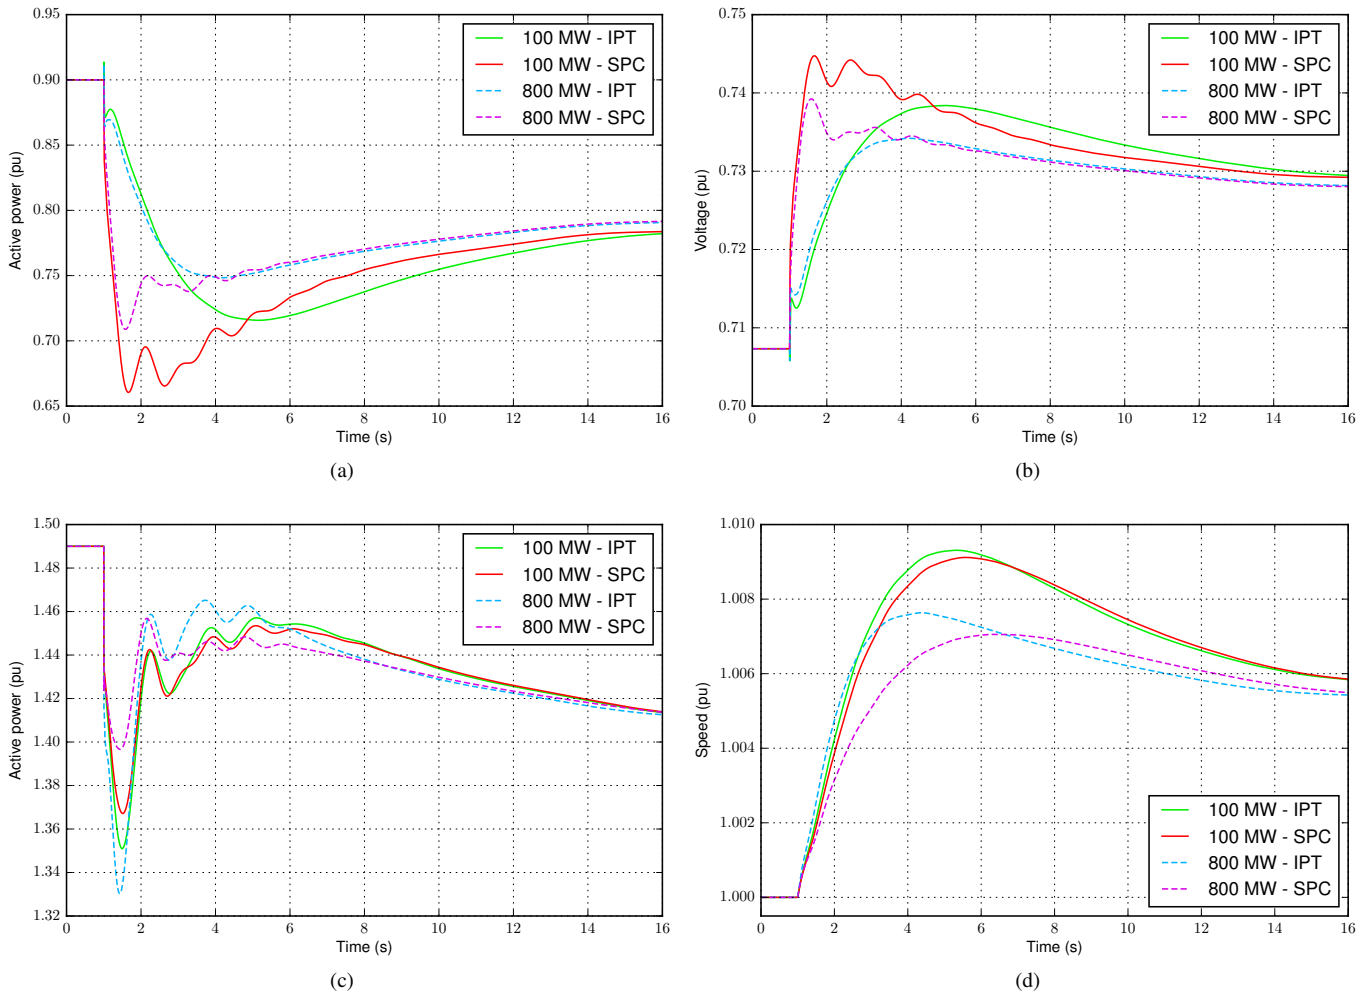 0.95
0.90
0.85
0.80
0.75
0.70
0.65
Active power (pu)
100 MW - IPT
100 MW - SPC
800 MW - IPT
800 MW - SPC
0 2 4 6 8 10 12 14 16
Time (s)
(a)
0.75
0.74
0.73
0.72
0.71
0.70
Voltage (pu)
100 MW - IPT
100 MW - SPC
800 MW - IPT
800 MW - SPC
0 2 4 6 8 10 12 14 16
Time (s)
(b)
1.50
1.48
1.46
1.44
1.42
1.40
1.38
1.36
1.34
1.32
Active power (pu)
100 MW - IPT
100 MW - SPC
800 MW - IPT
800 MW - SPC
0 2 4 6 8 10 12 14 16
Time (s)
(c)
1.010
1.008
1.006
1.004
1.002
1.000
Speed (pu)
100 MW - IPT
100 MW - SPC
800 MW - IPT
800 MW - SPC
0 2 4 6 8 10 12 14 16
Time (s)
(d)